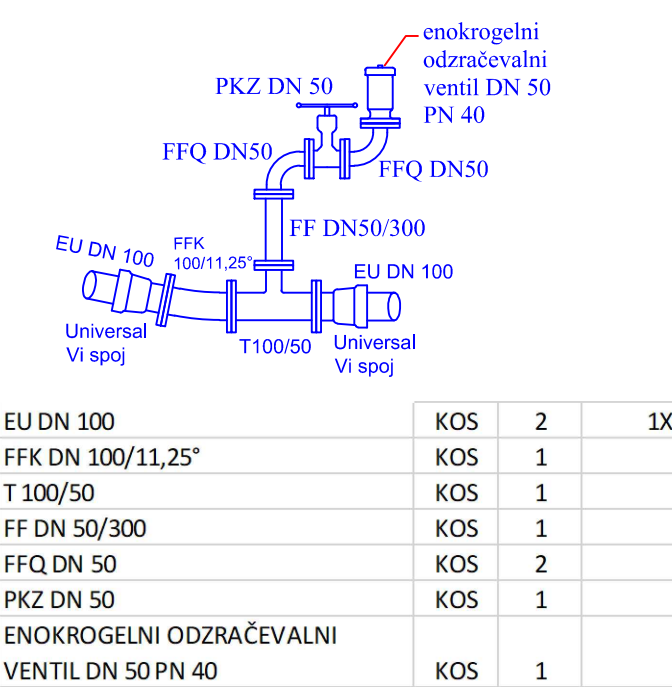 enokrogelni
odzračevalni
ventil DN 50
PN 40
PKZ DN 50
FFQ DN50
FFQ DN50
FF DN50/300
EU DN 100
FFK
100/11,25°
EU DN 100
Universal
Vi spoj
T100/50
Universal
Vi spoj
EU DN 100 KOS 2 1X
FFK DN 100/11,25° KOS 1
T 100/50 KOS 1
FF DN 50/300 KOS 1
FFQ DN 50 KOS 2
PKZ DN 50 KOS 1
ENOKROGELNI ODZRAČEVALNI
VENTIL DN 50 PN 40 KOS 1